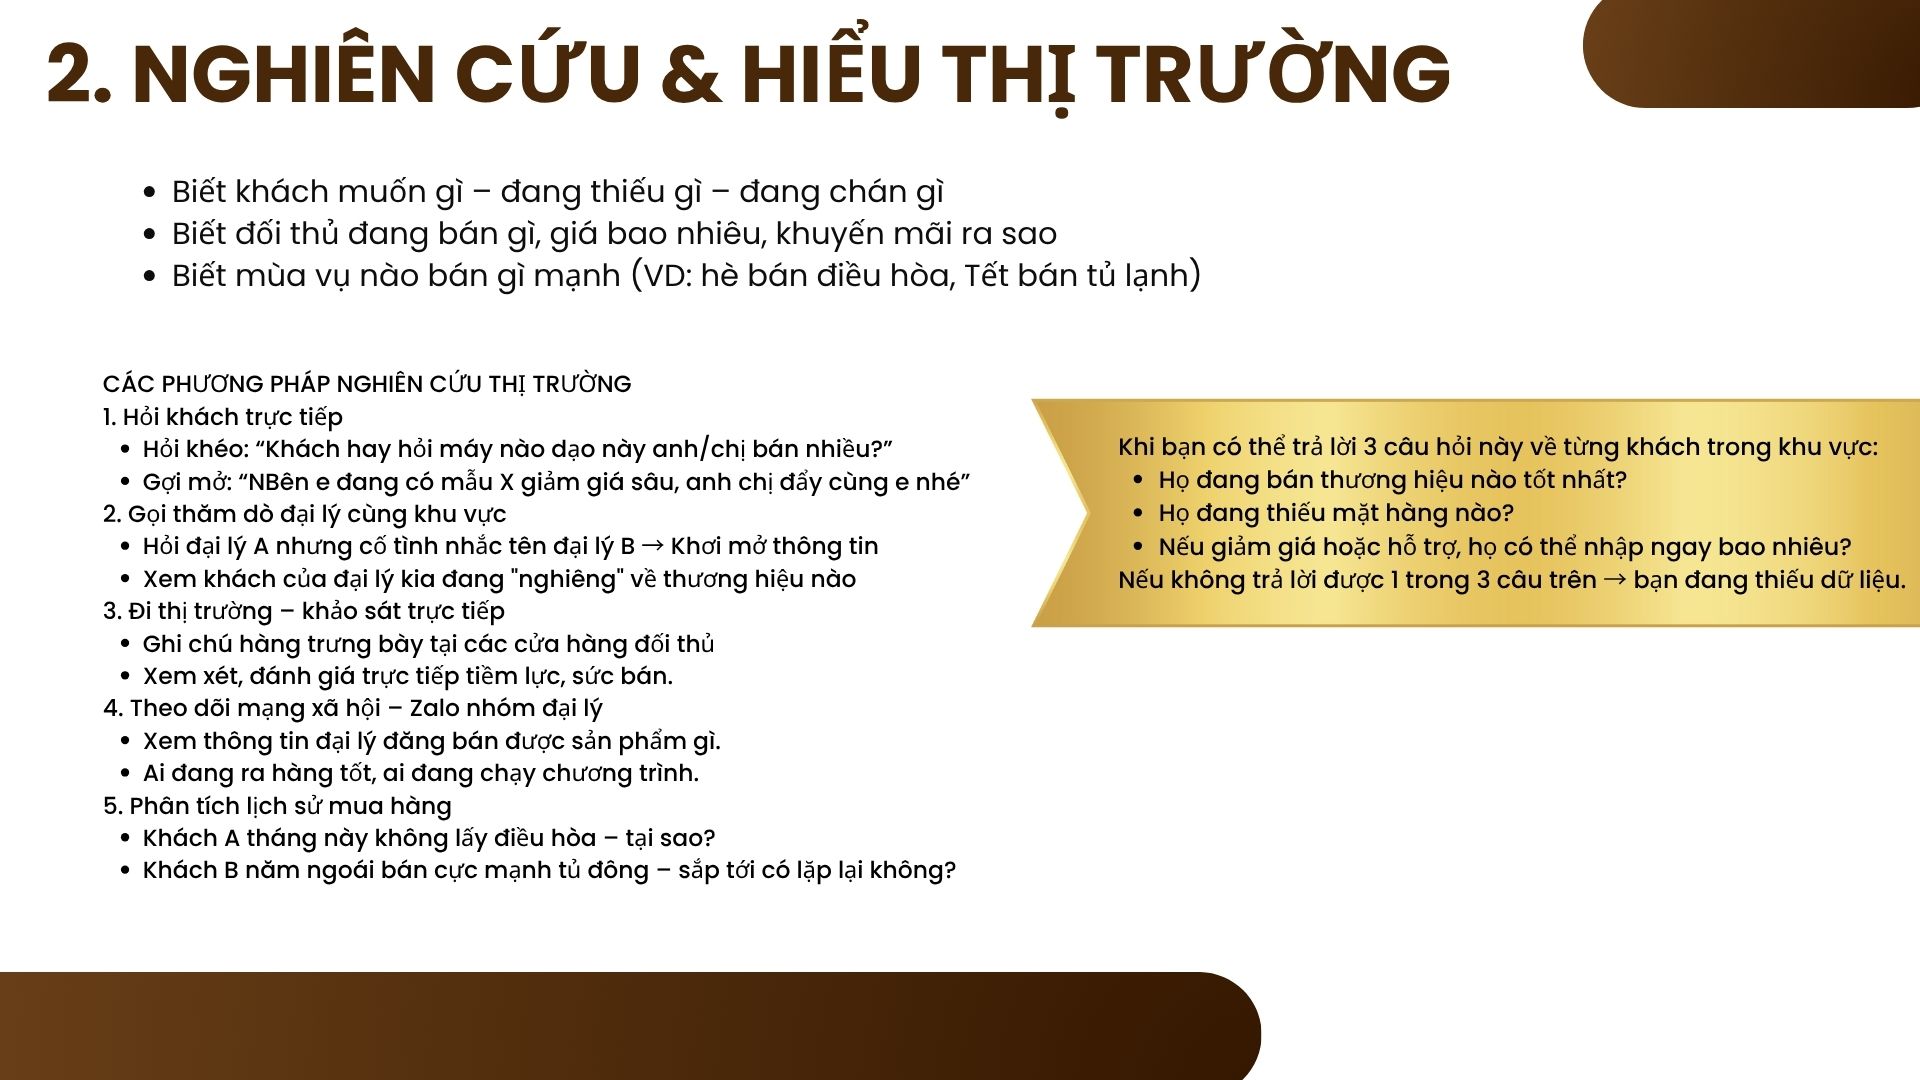 2. NGHIÊN CỨU & HIỂU THỊ TRƯỜNG
• Biết khách muốn gì – đang thiếu gì – đang chán gì
• Biết đối thủ đang bán gì, giá bao nhiêu, khuyến mãi ra sao
• Biết mùa vụ nào bán gì mạnh (VD: hè bán điều hòa, Tết bán tủ lạnh)
CÁC PHƯƠNG PHÁP NGHIÊN CỨU THỊ TRƯỜNG
1. Hỏi khách trực tiếp
• Hỏi khéo: “Khách hay hỏi máy nào dạo này anh/chị bán nhiều?”
• Gợi mở: “NBên e đang có mẫu X giảm giá sâu, anh chị đẩy cùng e nhé”
2. Gọi thăm dò đại lý cùng khu vực
• Hỏi đại lý A nhưng cố tình nhắc tên đại lý B → Khơi mở thông tin
• Xem khách của đại lý kia đang "nghiêng" về thương hiệu nào
3. Đi thị trường – khảo sát trực tiếp
• Ghi chú hàng trưng bày tại các cửa hàng đối thủ
• Xem xét, đánh giá trực tiếp tiềm lực, sức bán.
4. Theo dõi mạng xã hội – Zalo nhóm đại lý
• Xem thông tin đại lý đăng bán được sản phẩm gì.
• Ai đang ra hàng tốt, ai đang chạy chương trình.
5. Phân tích lịch sử mua hàng
• Khách A tháng này không lấy điều hòa – tại sao?
• Khách B năm ngoái bán cực mạnh tủ đông – sắp tới có lặp lại không?
Khi bạn có thể trả lời 3 câu hỏi này về từng khách trong khu vực:
• Họ đang bán thương hiệu nào tốt nhất?
• Họ đang thiếu mặt hàng nào?
• Nếu giảm giá hoặc hỗ trợ, họ có thể nhập ngay bao nhiêu?
Nếu không trả lời được 1 trong 3 câu trên → bạn đang thiếu dữ liệu.